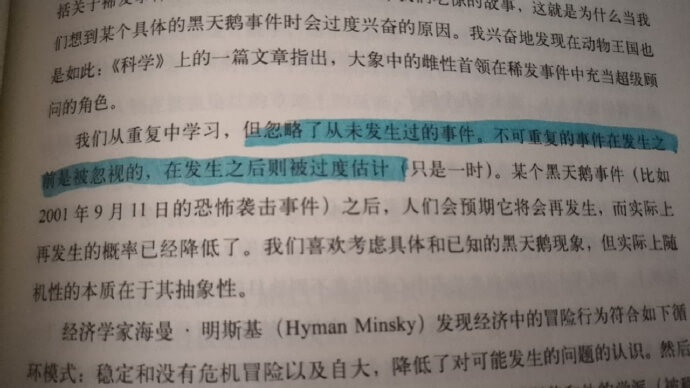 括关于稀发事件
的故事，这就是为什么当我
们想到某个具体的黑天鹅事件时会过度兴奋的原因。我兴奋地发现在动物王国也
是如此：《科学》上的一篇文章指出，大象中的雌性首领在稀发事件中充当超级顾
问的角色。
我们从重复中学习，但忽略了从未发生过的事件。不可重复的事件在发生之
前是被忽视的，在发生之后则被过度估计（只是一时）。某个黑天鹅事件（比如
2001年9月11日的恐怖袭击事件）之后，人们会预期它将会再发生，而实际上
再发生的概率已经降低了。我们喜欢考虑具体和已知的黑天鹅现象，但实际上随
机性的本质在于其抽象性。
经济学家海曼·明斯基（Hyman Minsky）发现经济中的冒险行为符合如下循
环模式：稳定和没有危机冒险以及自大，降低了对可能发生的问题的认识。然后